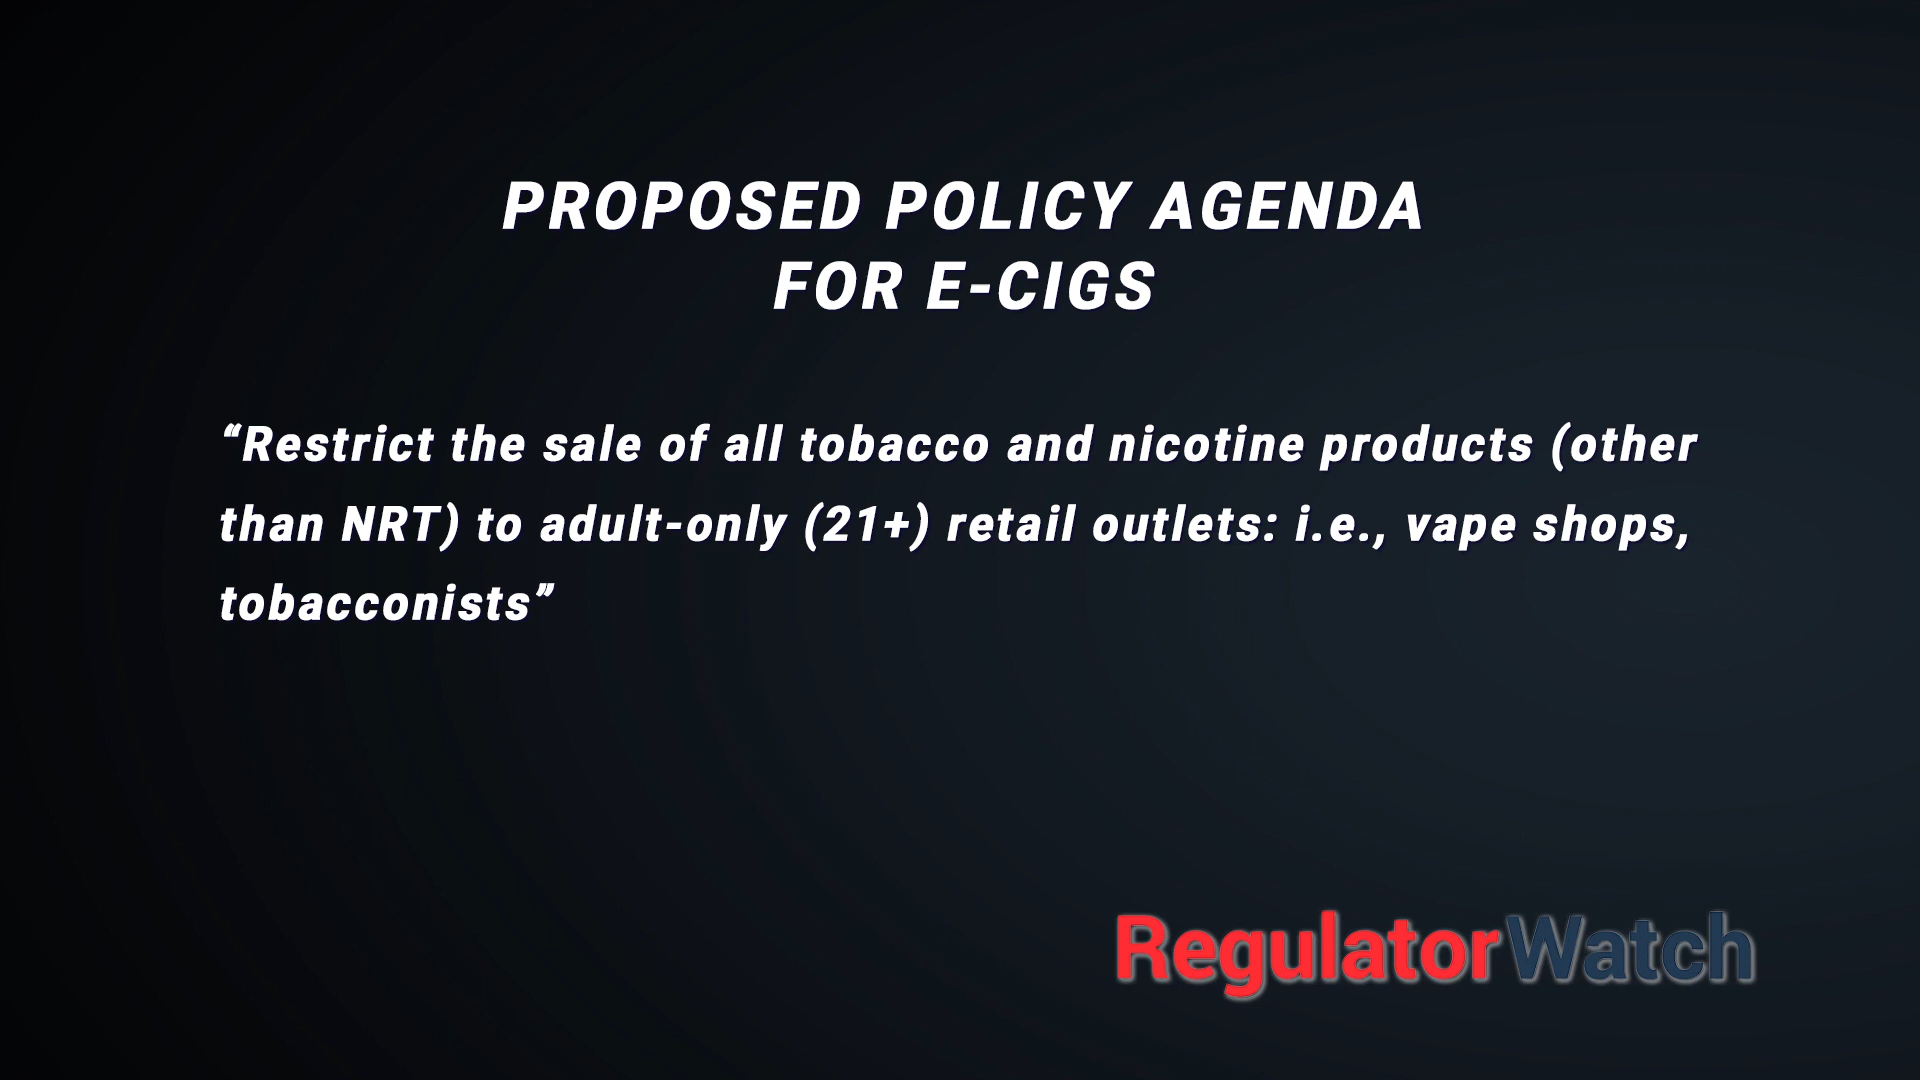 PROPOSED POLICY AGENDA
FOR E-CIGS
“Restrict the sale of all tobacco and nicotine products (other
than NRT) to adult-only (21+) retail outlets: i.e., vape shops,
tobacconists”
RegulatorWatch